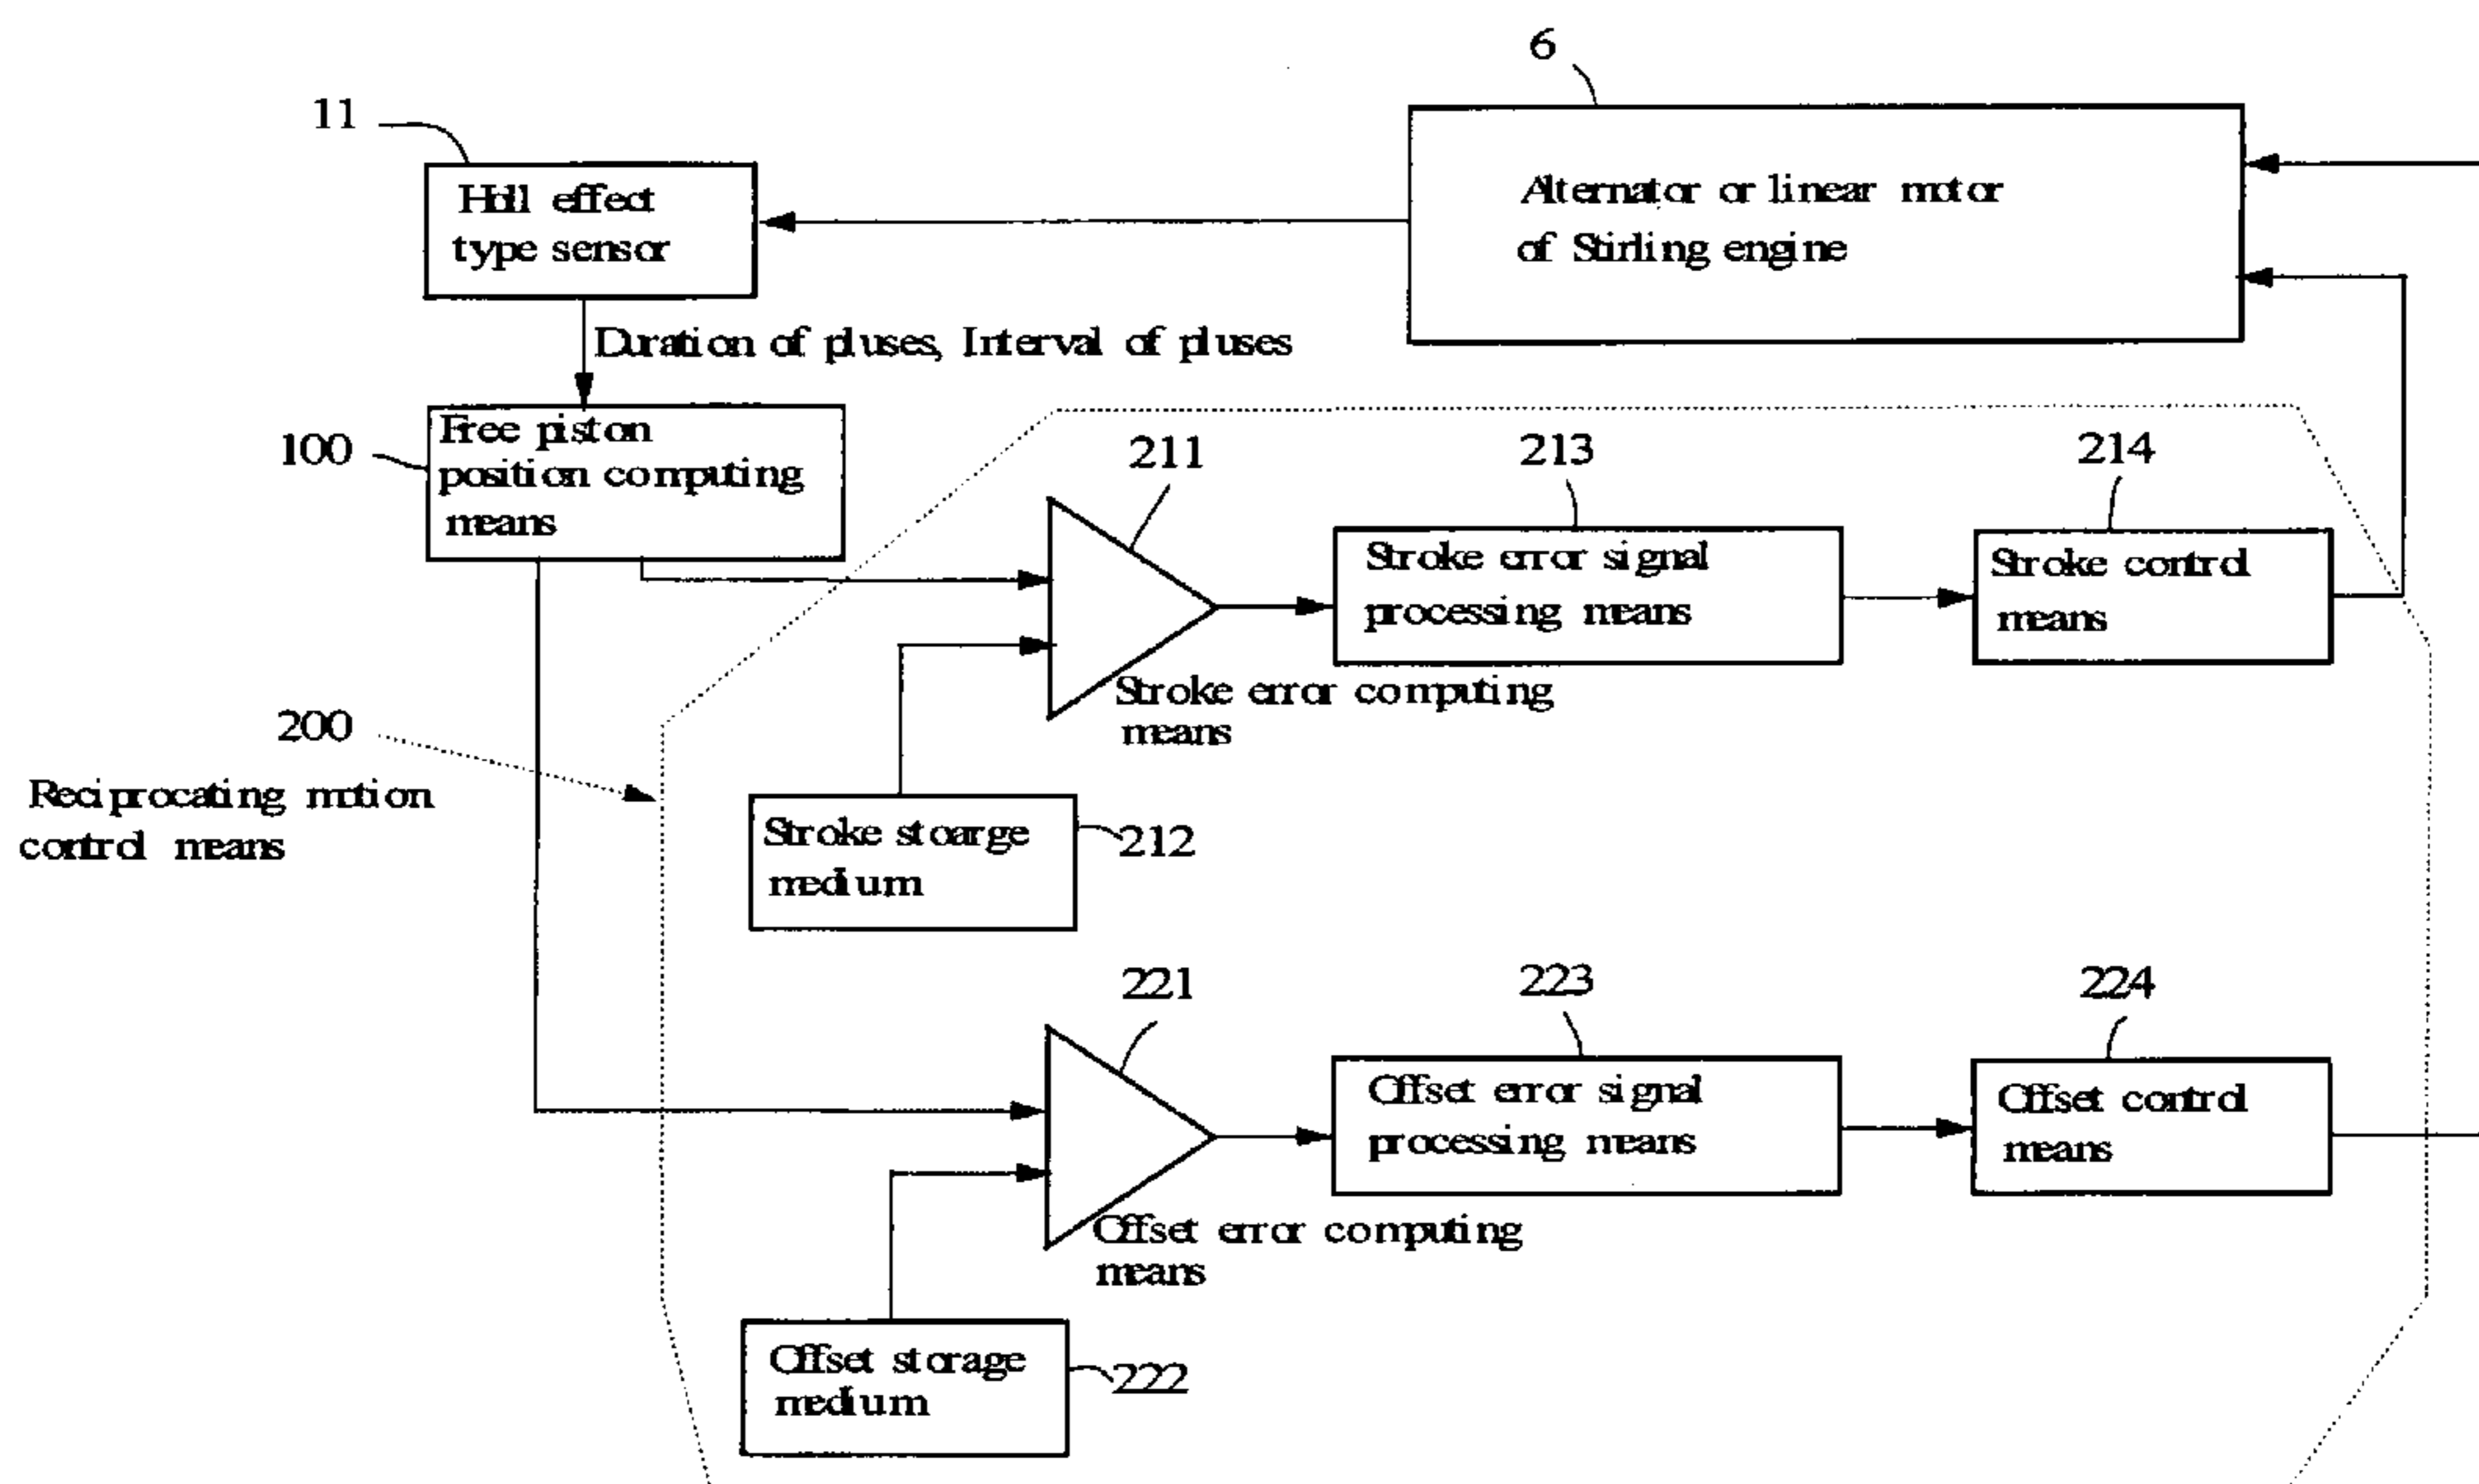 6
11
Hall effect
type sensor
Alternator or linear motor
of Stirling engine
Duration of pluses, Interval of pluses
100
Free piston
position computing
means
211
213
214
Stroke error signal
processing means
Stroke control
means
Stroke error computing
means
200
Reciprocating motion
control means
Stroke stoarge
medium
212
221
223
224
Offset error signal
processing means
Offset control
means
Offset error computing
means
Offset storage
medium
222